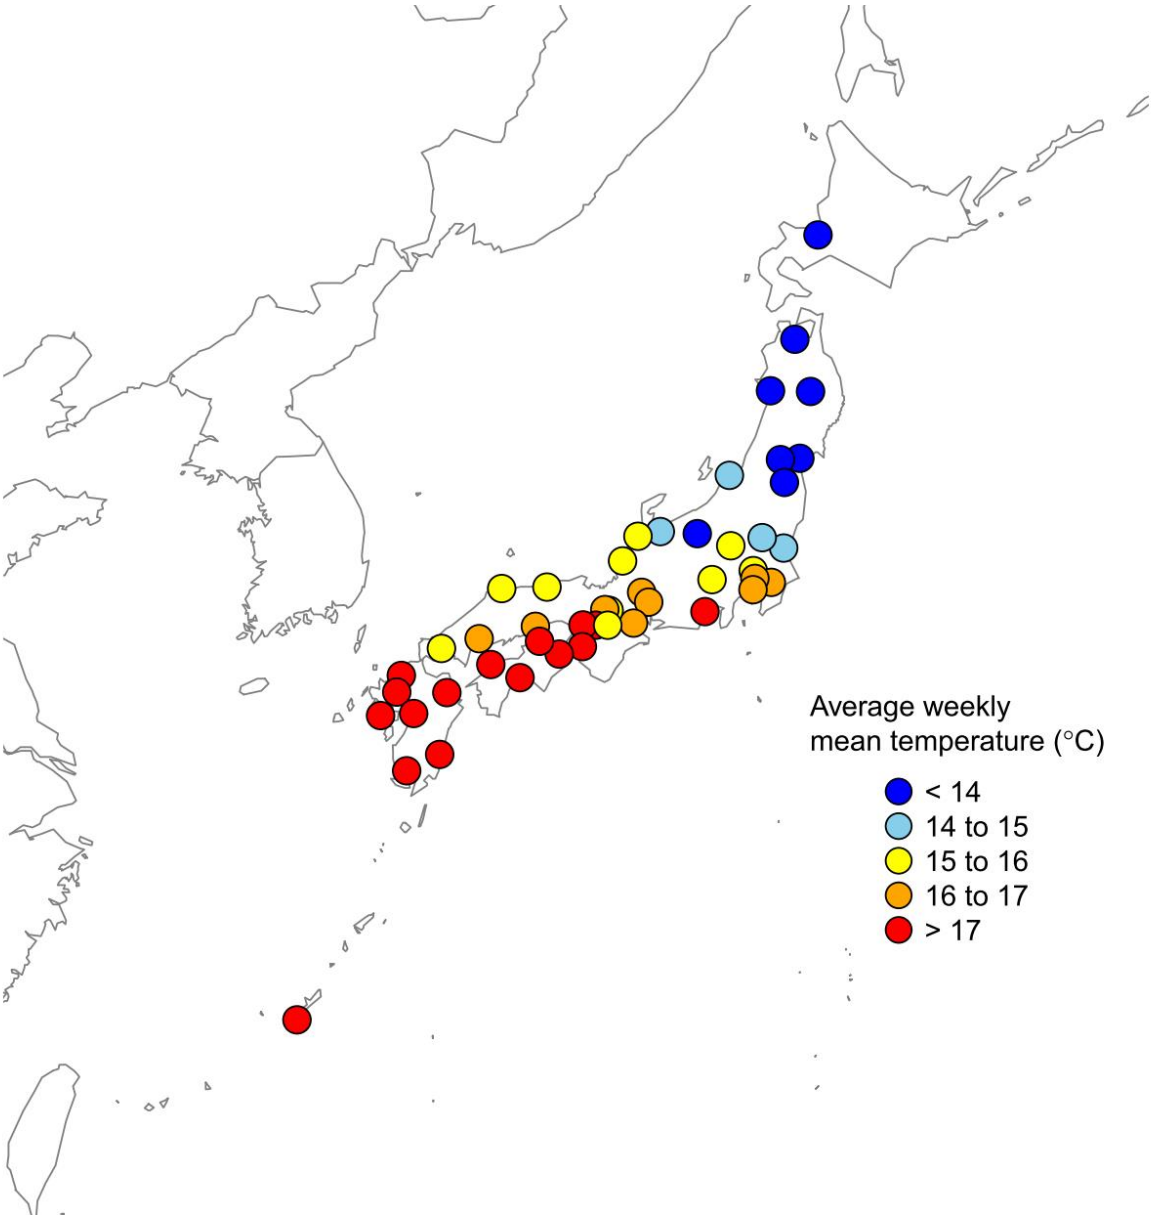 Average weekly
mean temperature (°C)
< 14
14 to 15
15 to 16
16 to 17
> 17